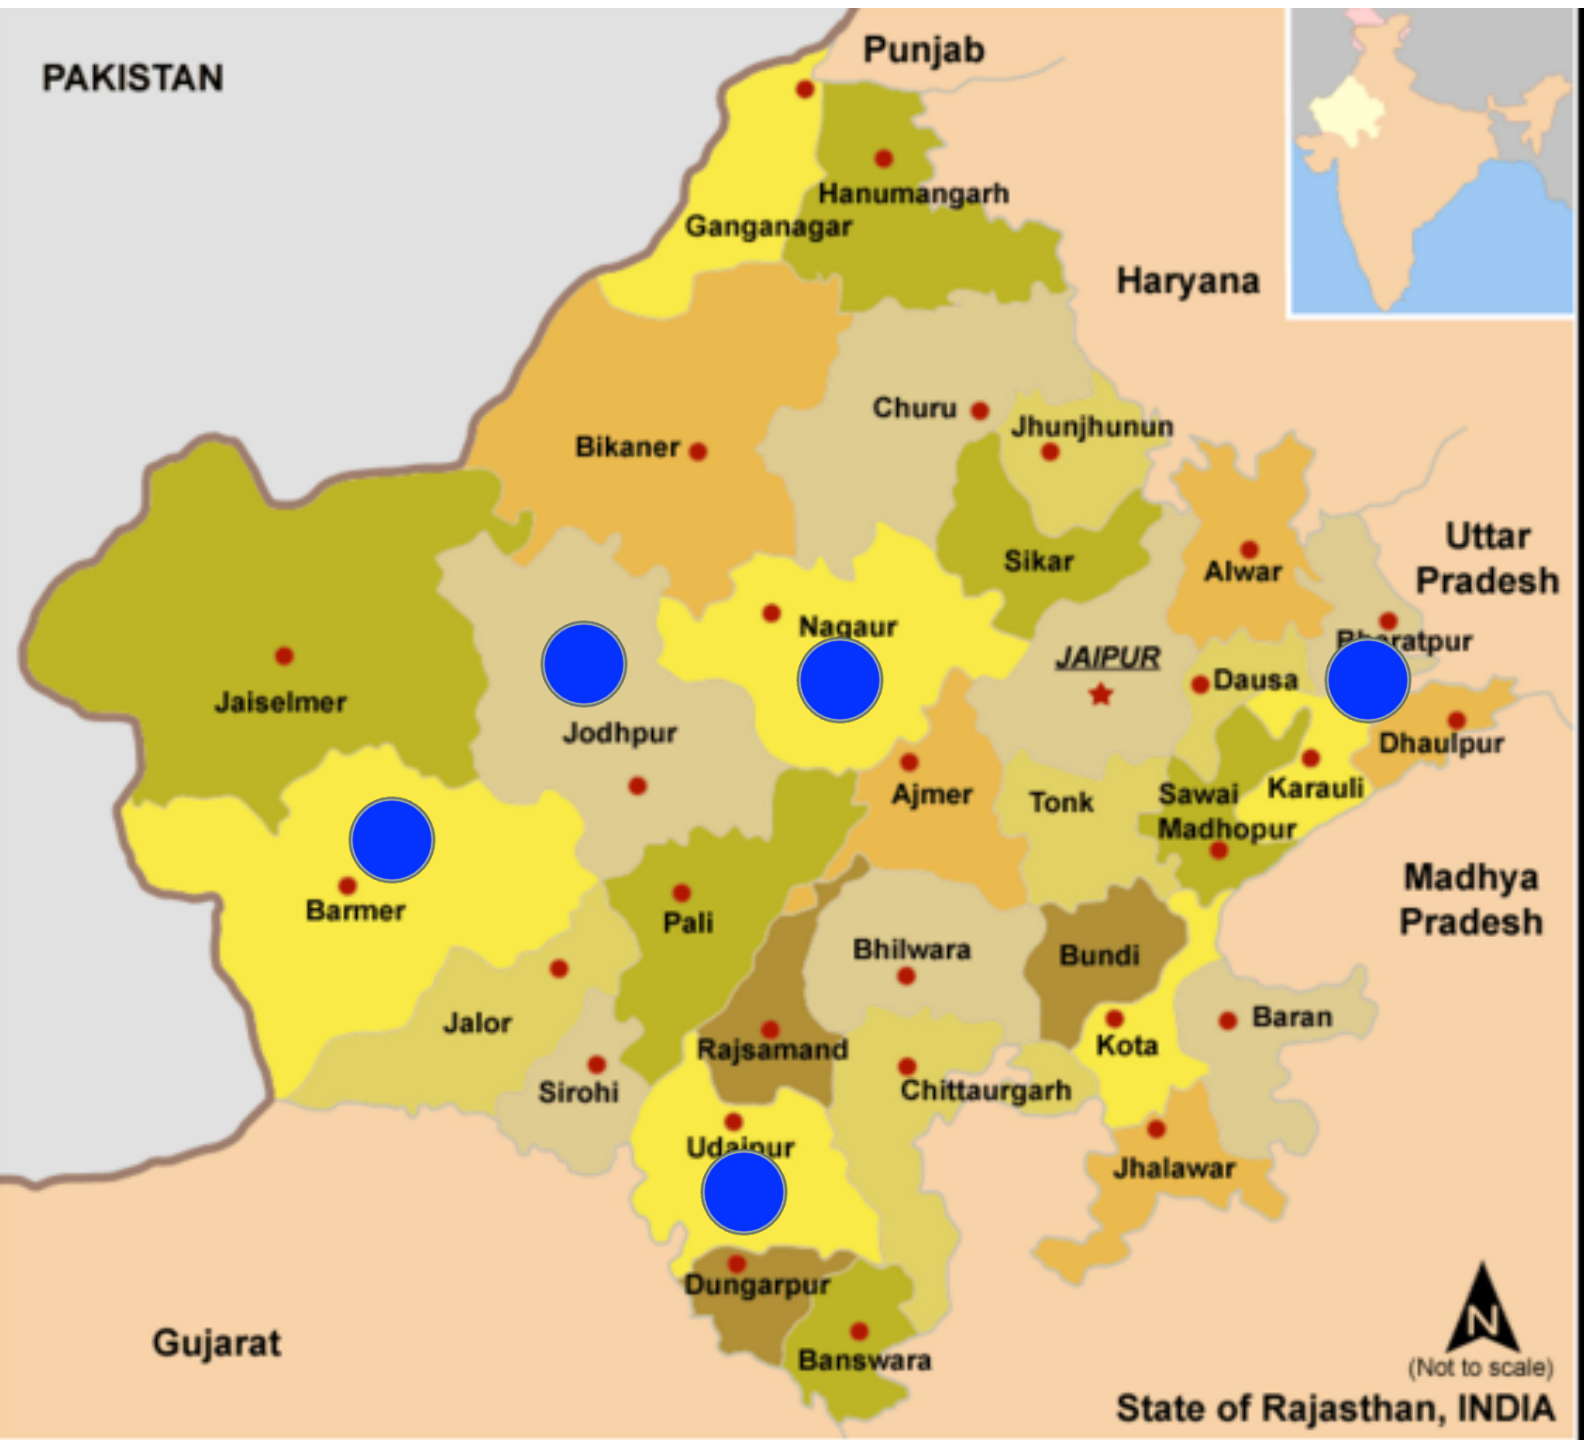 PAKISTAN
Punjab
Hanumangarh
Ganganagar
Haryana
Churu
Jhunjhunun
Bikaner
Uttar
Pradesh
Sikar
Alwar
Nagaur
Bharatpur
JAIPUR
Dausa
Jaiselmer
Jodhpur
Dhaulpur
Karauli
Ajmer
Tonk
Sawai
Madhopur
Madhya
Pradesh
Barmer
Pali
Bhilwara
Bundi
Jalor
Baran
Kota
Rajsamand
Sirohi
Chittaurgarh
Udaipur
Jhalawar
Dungarpur
Gujarat
Banswara
N
(Not to scale)
State of Rajasthan, INDIA